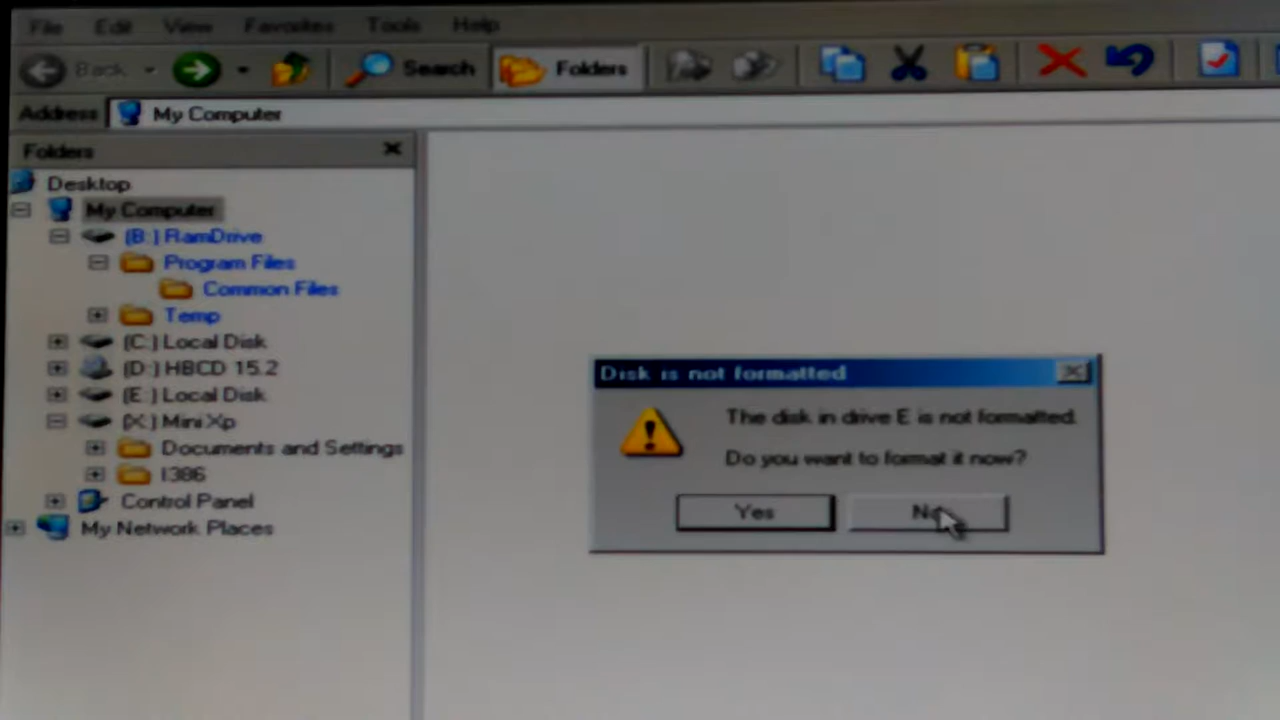 File Edit View Favorites Tools Help
Back Search Folders
Address My Computer
Folders
Desktop
My Computer
(B:) RamDrive
Program Files
Common Files
Temp
(C:) Local Disk
(D:) HBCD 15.2
(E:) Local Disk
(X:) Mini Xp
Documents and Settings
I386
Control Panel
My Network Places
Disk is not formatted
The disk in drive E is not formatted.
Do you want to format it now?
Yes No